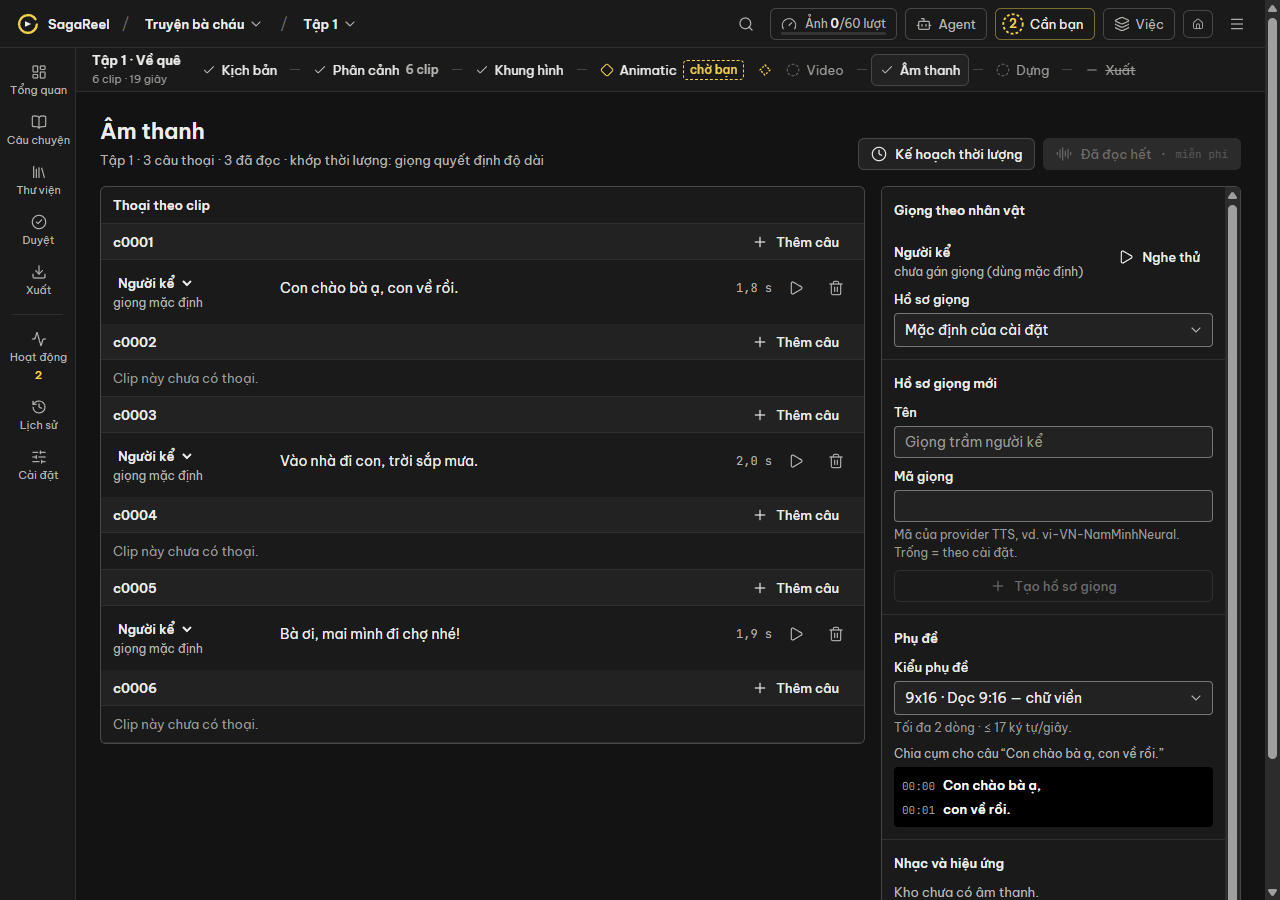 SagaReel / Truyện bà cháu / Tập 1
Ảnh 0/60 lượt
Agent
2 Cần bạn
Việc
Tập 1 · Về quê
6 clip · 19 giây
Kịch bản
Phân cảnh 6 clip
Khung hình
Animatic chờ bạn
Video
Âm thanh
Dựng
Xuất
Tổng quan
Câu chuyện
Thư viện
Duyệt
Xuất
Hoạt động
2
Lịch sử
Cài đặt
Âm thanh
Tập 1 · 3 câu thoại · 3 đã đọc · khớp thời lượng: giọng quyết định độ dài
Kế hoạch thời lượng
Đã đọc hết · miễn phí
Thoại theo clip
c0001
Thêm câu
Người kể
giọng mặc định
Con chào bà ạ, con về rồi.
1,8 s
c0002
Thêm câu
Clip này chưa có thoại.
c0003
Thêm câu
Người kể
giọng mặc định
Vào nhà đi con, trời sắp mưa.
2,0 s
c0004
Thêm câu
Clip này chưa có thoại.
c0005
Thêm câu
Người kể
giọng mặc định
Bà ơi, mai mình đi chợ nhé!
1,9 s
c0006
Thêm câu
Clip này chưa có thoại.
Giọng theo nhân vật
Người kể
chưa gán giọng (dùng mặc định)
Nghe thử
Hồ sơ giọng
Mặc định của cài đặt
Hồ sơ giọng mới
Tên
Giọng trầm người kể
Mã giọng
Mã của provider TTS, vd. vi-VN-NamMinhNeural.
Trống = theo cài đặt.
Tạo hồ sơ giọng
Phụ đề
Kiểu phụ đề
9x16 · Dọc 9:16 — chữ viền
Tối đa 2 dòng · ≤ 17 ký tự/giây.
Chia cụm cho câu “Con chào bà ạ, con về rồi.”
00:00 Con chào bà ạ,
00:01 con về rồi.
Nhạc và hiệu ứng
Kho chưa có âm thanh.